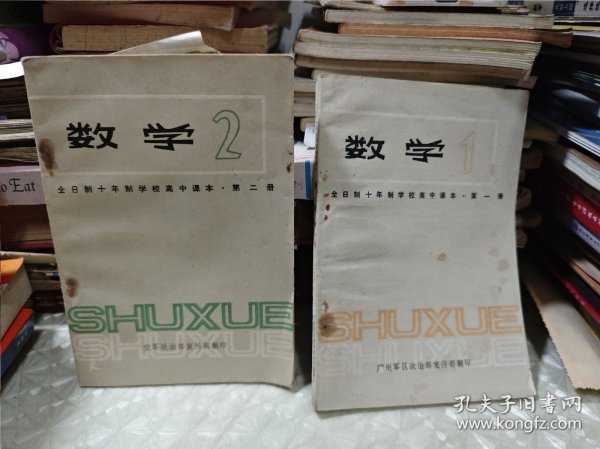 数学 2
全日制十年制学校高中课本·第二册
SHUXUE
SHUXUE
空军政治部宣传部翻印
数学 1
全日制十年制学校高中课本·第一册
SHUXUE
SHUXUE
广州军区政治部宣传部翻印
to Eat
孔夫子旧书网
www.kongfz.com